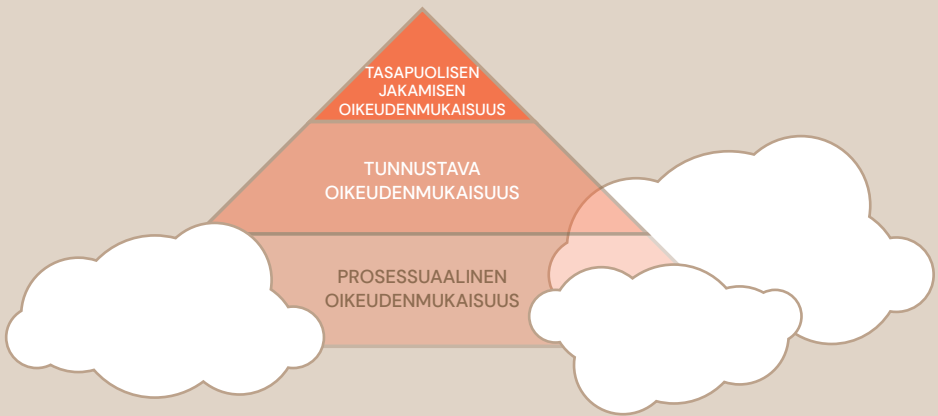 TASAPUOLISEN
JAKAMISEN
OIKEUDENMUKAISUUS
TUNNUSTAVA
OIKEUDENMUKAISUUS
PROSESSUAALINEN
OIKEUDENMUKAISUUS